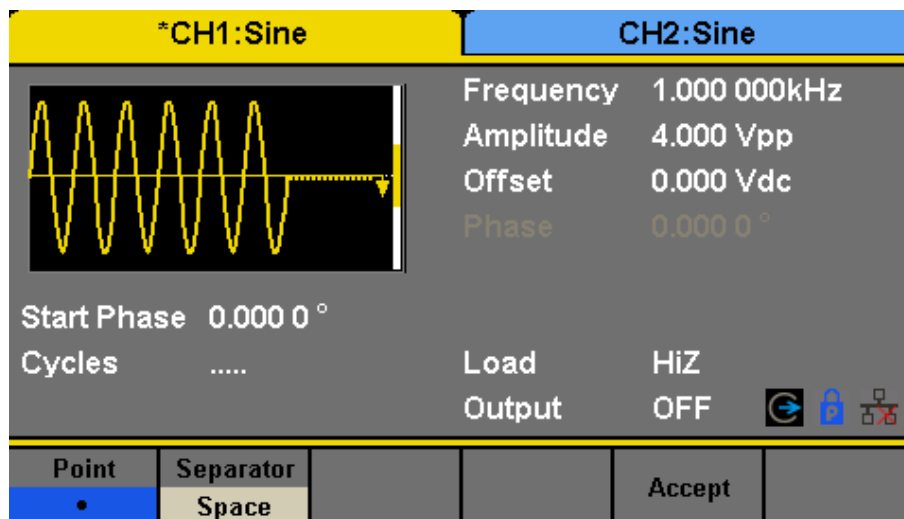 *CH1:Sine
CH2:Sine
Frequency 1.000 000kHz
Amplitude 4.000 Vpp
Offset 0.000 Vdc
Phase 0.000 0 °
Start Phase 0.000 0 °
Cycles .....
Load HiZ
Output OFF
P
Point
•
Separator
Space
Accept